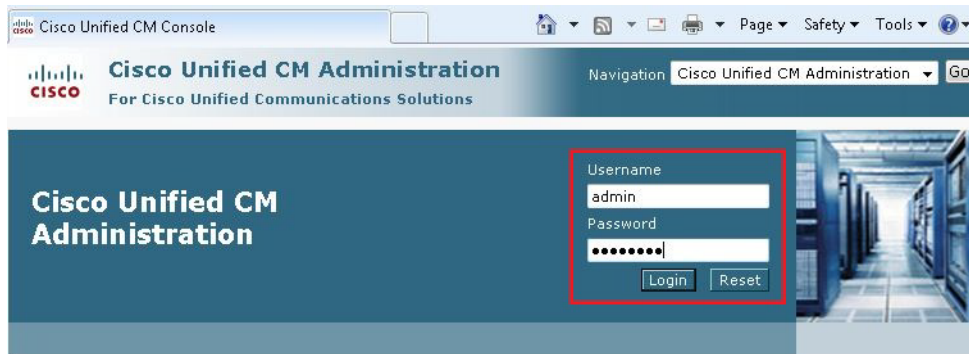 Cisco Unified CM Console
Page Safety Tools
CISCO
Cisco Unified CM Administration
For Cisco Unified Communications Solutions
Navigation Cisco Unified CM Administration Go
Cisco Unified CM
Administration
Username
admin
Password
••••••••
Login Reset